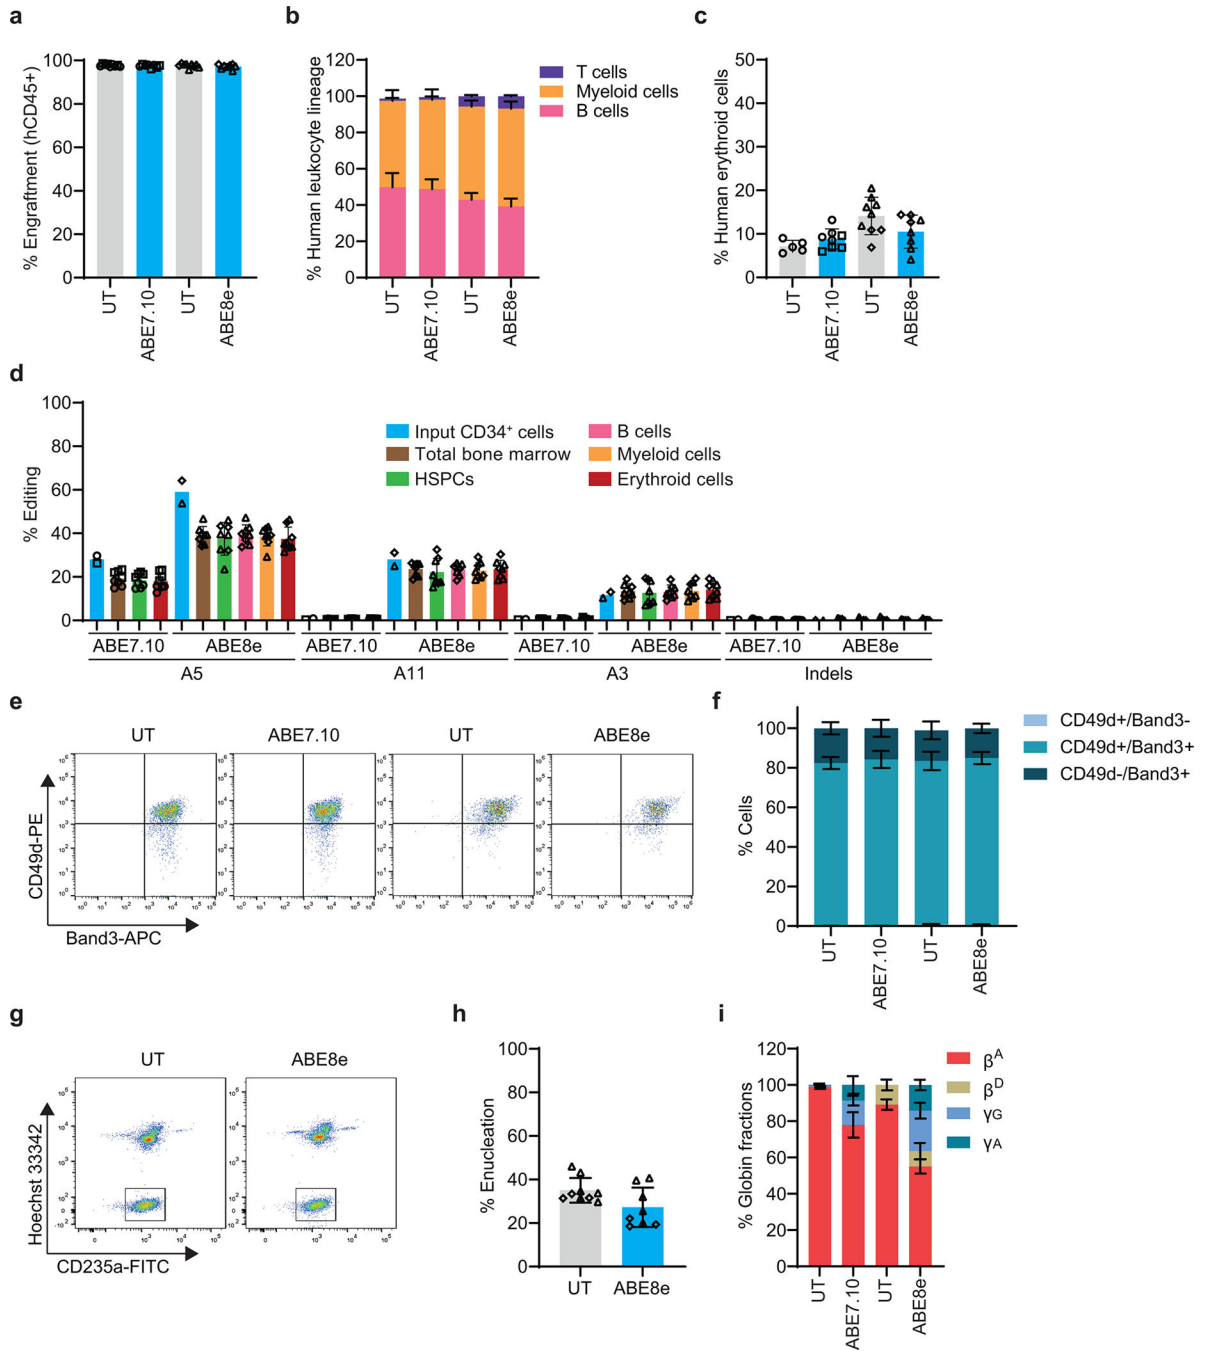 a
% Engraftment (hCD45+)
100
80
60
40
20
0
UT
ABE7.10
UT
ABE8e
b
% Human leukocyte lineage
120
100
80
60
40
20
0
UT
ABE7.10
UT
ABE8e
T cells
Myeloid cells
B cells
c
% Human erythroid cells
50
40
30
20
10
0
UT
ABE7.10
UT
ABE8e
d
% Editing
100
80
60
40
20
0
Input CD34⁺ cells
Total bone marrow
HSPCs
B cells
Myeloid cells
Erythroid cells
ABE7.10 ABE8e ABE7.10 ABE8e ABE7.10 ABE8e ABE7.10 ABE8e
A5 A11 A3 Indels
e
UT ABE7.10 UT ABE8e
CD49d-PE
Band3-APC
f
% Cells
100
80
60
40
20
0
UT
ABE7.10
UT
ABE8e
CD49d+/Band3-
CD49d+/Band3+
CD49d-/Band3+
g
UT ABE8e
Hoechst 33342
CD235a-FITC
h
% Enucleation
100
80
60
40
20
0
UT ABE8e
i
% Globin fractions
120
100
80
60
40
20
0
UT
ABE7.10
UT
ABE8e
βᴬ
βᴰ
γG
γA